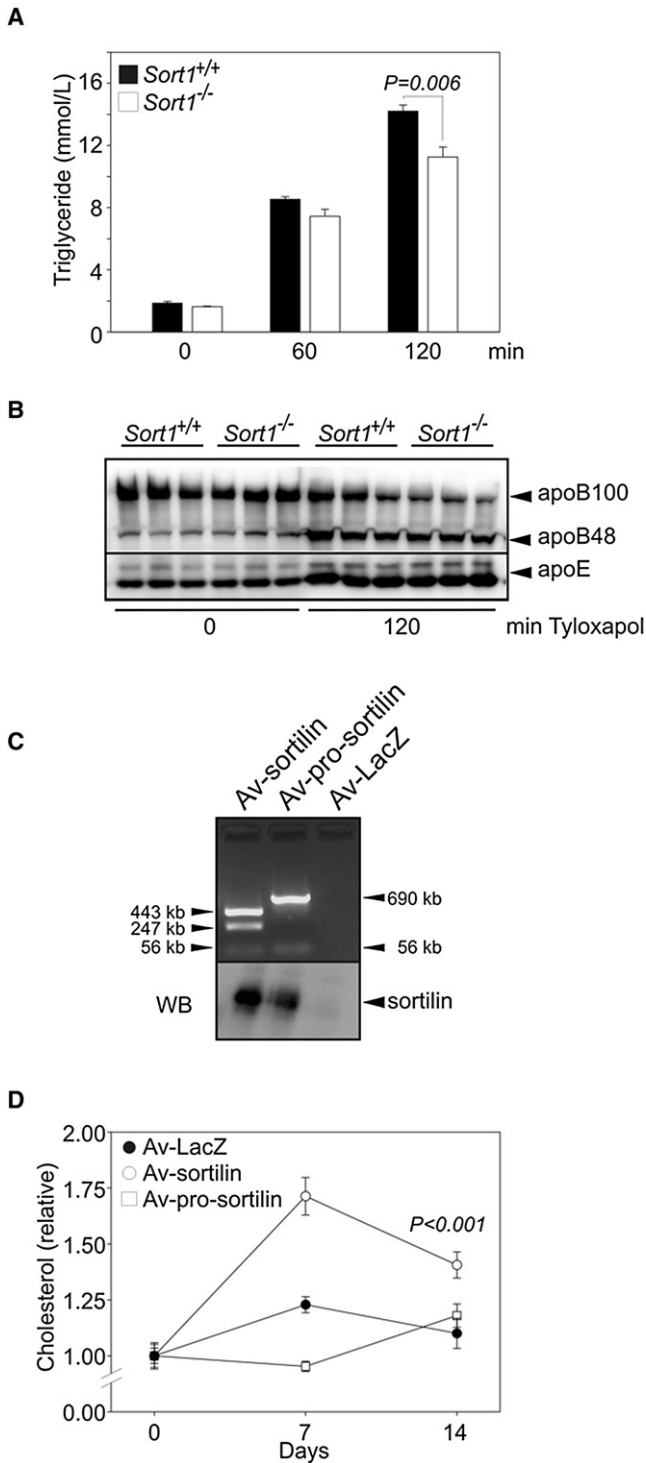 A
Triglyceride (mmol/L)
16
12
8
4
0
Sort1+/+
Sort1-/-
P=0.006
0 60 120 min
B
Sort1+/+ Sort1-/- Sort1+/+ Sort1-/-
apoB100
apoB48
apoE
0 120 min Tyloxapol
C
Av-sortilin
Av-pro-sortilin
Av-LacZ
443 kb
247 kb
56 kb
690 kb
56 kb
WB
sortilin
D
Cholesterol (relative)
2.00
1.75
1.50
1.25
1.00
0.00
Av-LacZ
Av-sortilin
Av-pro-sortilin
P<0.001
0 7 14
Days